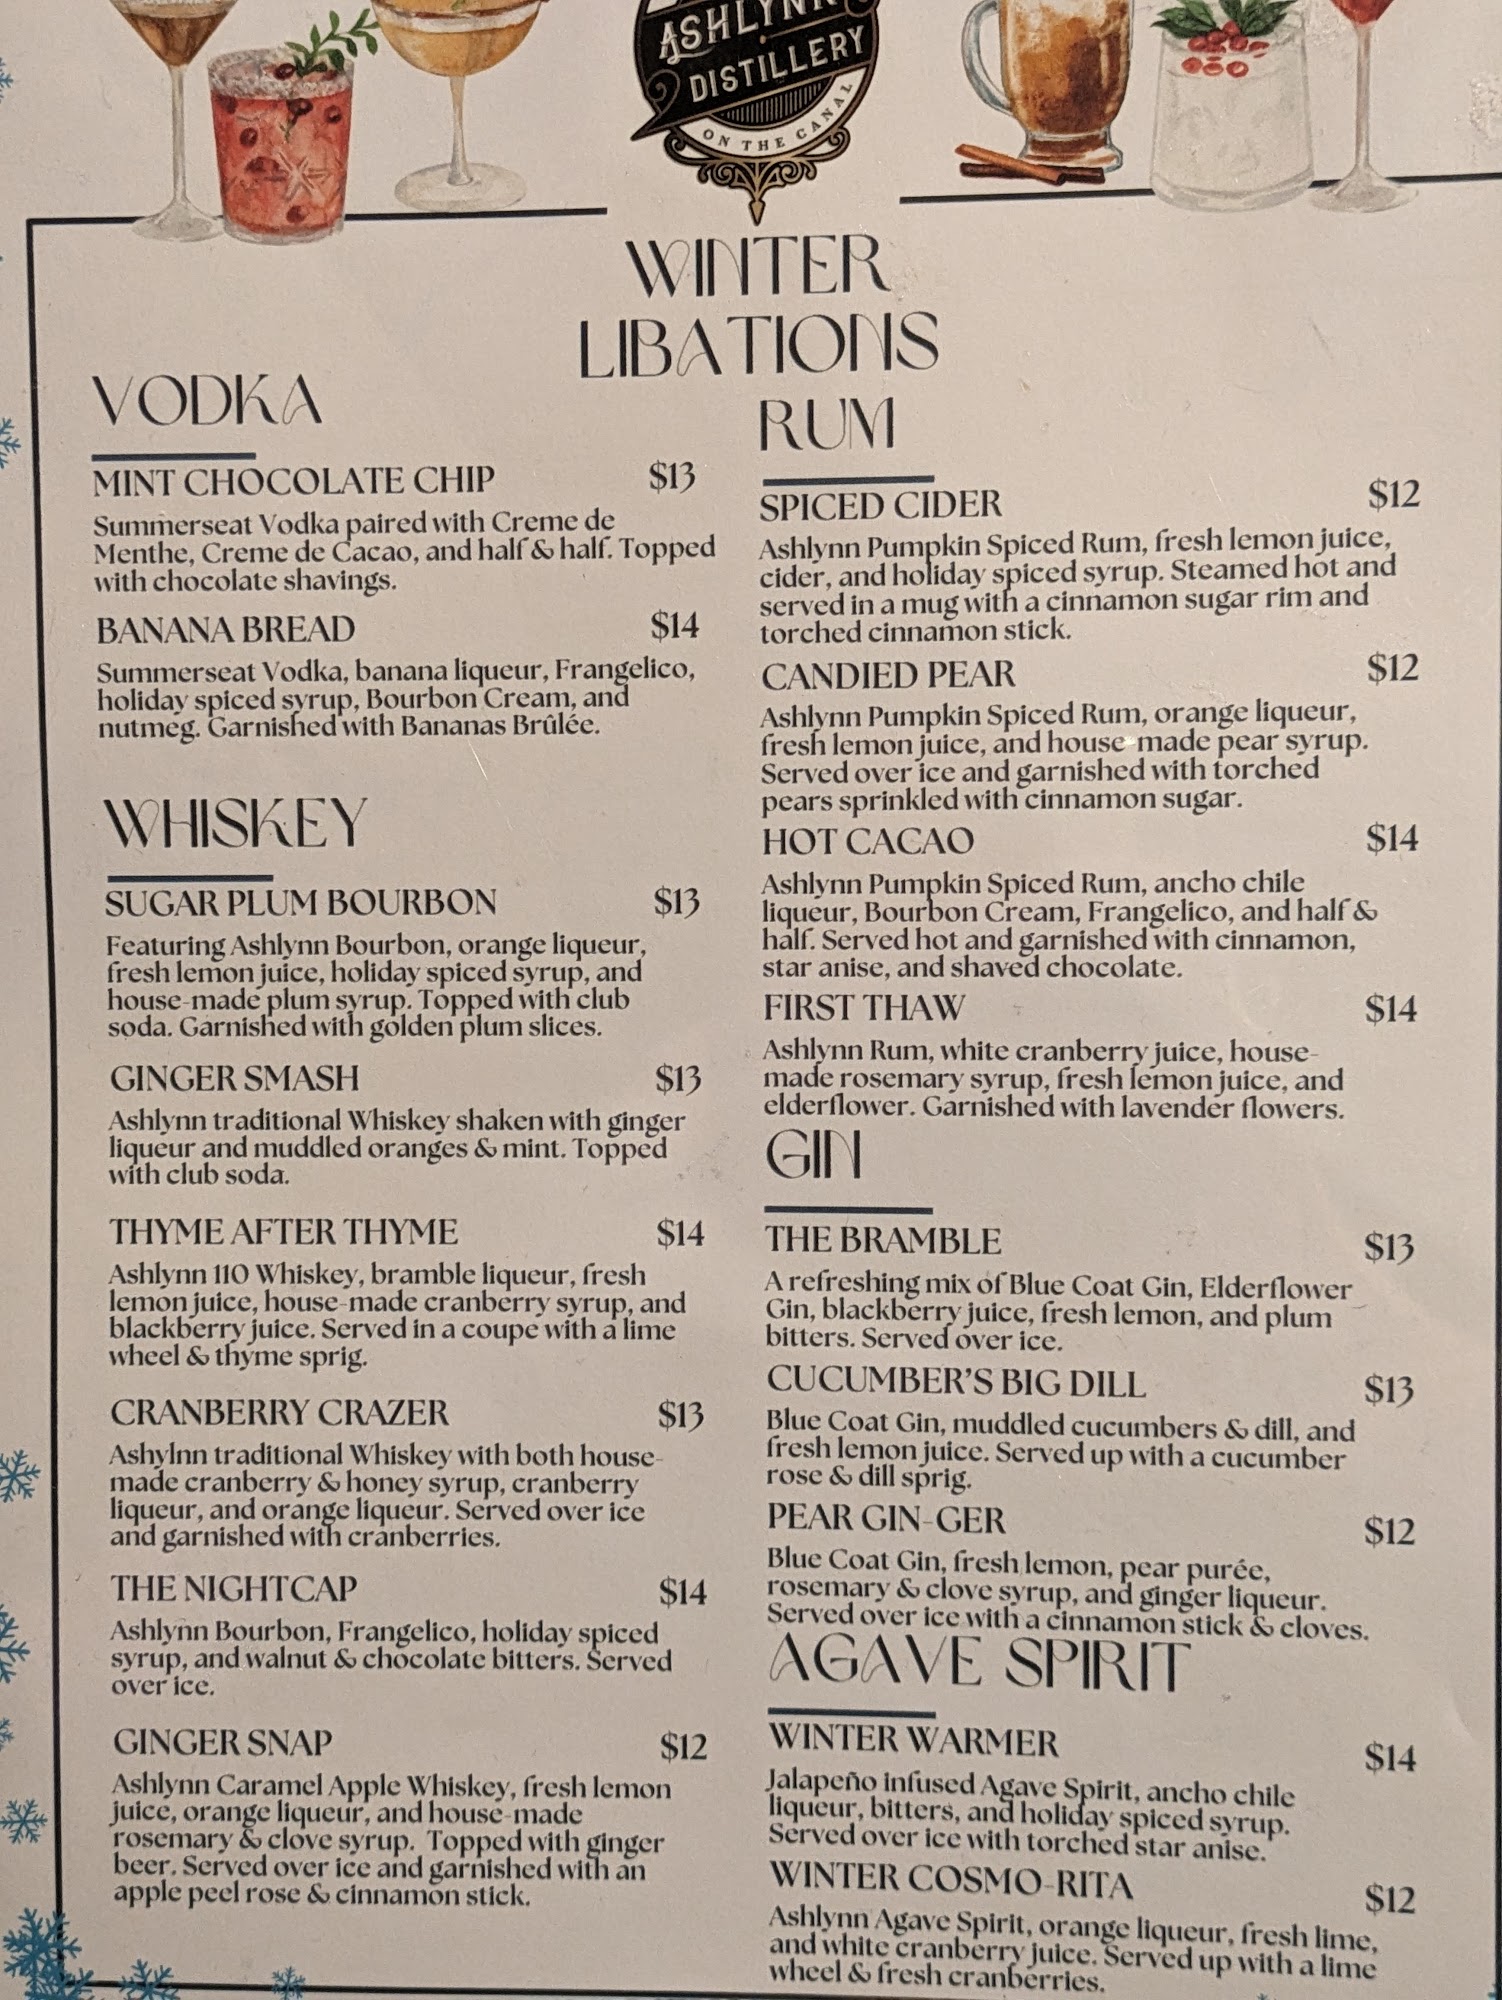 ASHLYNN
DISTILLERY
ON THE CANAL
WINTER
LIBATIONS
VODKA
MINT CHOCOLATE CHIP $13
Summerseat Vodka paired with Creme de
Menthe, Creme de Cacao, and half & half. Topped
with chocolate shavings.
BANANA BREAD $14
Summerseat Vodka, banana liqueur, Frangelico,
holiday spiced syrup, Bourbon Cream, and
nutmeg. Garnished with Bananas Brûlée.
WHISKEY
SUGAR PLUM BOURBON $13
Featuring Ashlynn Bourbon, orange liqueur,
fresh lemon juice, holiday spiced syrup, and
house-made plum syrup. Topped with club
soda. Garnished with golden plum slices.
GINGER SMASH $13
Ashlynn traditional Whiskey shaken with ginger
liqueur and muddled oranges & mint. Topped
with club soda.
THYME AFTER THYME $14
Ashlynn 110 Whiskey, bramble liqueur, fresh
lemon juice, house-made cranberry syrup, and
blackberry juice. Served in a coupe with a lime
wheel & thyme sprig.
CRANBERRY CRAZER $13
Ashylnn traditional Whiskey with both house-
made cranberry & honey syrup, cranberry
liqueur, and orange liqueur. Served over ice
and garnished with cranberries.
THE NIGHTCAP $14
Ashlynn Bourbon, Frangelico, holiday spiced
syrup, and walnut & chocolate bitters. Served
over ice.
GINGER SNAP $12
Ashlynn Caramel Apple Whiskey, fresh lemon
juice, orange liqueur, and house-made
rosemary & clove syrup. Topped with ginger
beer. Served over ice and garnished with an
apple peel rose & cinnamon stick.
RUM
SPICED CIDER $12
Ashlynn Pumpkin Spiced Rum, fresh lemon juice,
cider, and holiday spiced syrup. Steamed hot and
served in a mug with a cinnamon sugar rim and
torched cinnamon stick.
CANDIED PEAR $12
Ashlynn Pumpkin Spiced Rum, orange liqueur,
fresh lemon juice, and house-made pear syrup.
Served over ice and garnished with torched
pears sprinkled with cinnamon sugar.
HOT CACAO $14
Ashlynn Pumpkin Spiced Rum, ancho chile
liqueur, Bourbon Cream, Frangelico, and half &
half. Served hot and garnished with cinnamon,
star anise, and shaved chocolate.
FIRST THAW $14
Ashlynn Rum, white cranberry juice, house-
made rosemary syrup, fresh lemon juice, and
elderflower. Garnished with lavender flowers.
GIN
THE BRAMBLE $13
A refreshing mix of Blue Coat Gin, Elderflower
Gin, blackberry juice, fresh lemon, and plum
bitters. Served over ice.
CUCUMBER'S BIG DILL $13
Blue Coat Gin, muddled cucumbers & dill, and
fresh lemon juice. Served up with a cucumber
rose & dill sprig.
PEAR GIN-GER $12
Blue Coat Gin, fresh lemon, pear purée,
rosemary & clove syrup, and ginger liqueur.
Served over ice with a cinnamon stick & cloves.
AGAVE SPIRIT
WINTER WARMER $14
Jalapeño infused Agave Spirit, ancho chile
liqueur, bitters, and holiday spiced syrup.
Served over ice with torched star anise.
WINTER COSMO-RITA $12
Ashlynn Agave Spirit, orange liqueur, fresh lime,
and white cranberry juice. Served up with a lime
wheel & fresh cranberries.